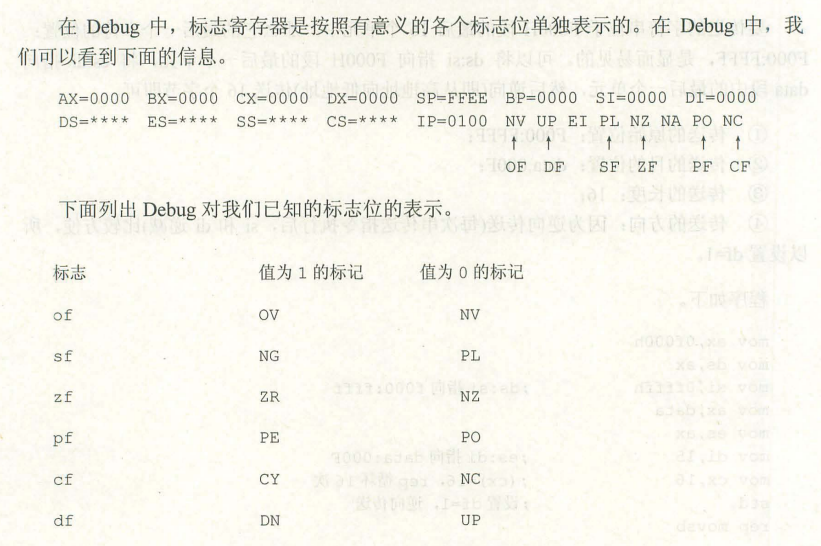 在 Debug 中，标志寄存器是按照有意义的各个标志位单独表示的。在 Debug 中，我
们可以看到下面的信息。
AX=0000 BX=0000 CX=0000 DX=0000 SP=FFEE BP=0000 SI=0000 DI=0000
DS=**** ES=**** SS=**** CS=**** IP=0100 NV UP EI PL NZ NA PO NC
↑ ↑ ↑ ↑ ↑ ↑
OF DF SF ZF PF CF
下面列出 Debug 对我们已知的标志位的表示。
标志 值为 1 的标记 值为 0 的标记
of OV NV
sf NG PL
zf ZR NZ
pf PE PO
cf CY NC
df DN UP